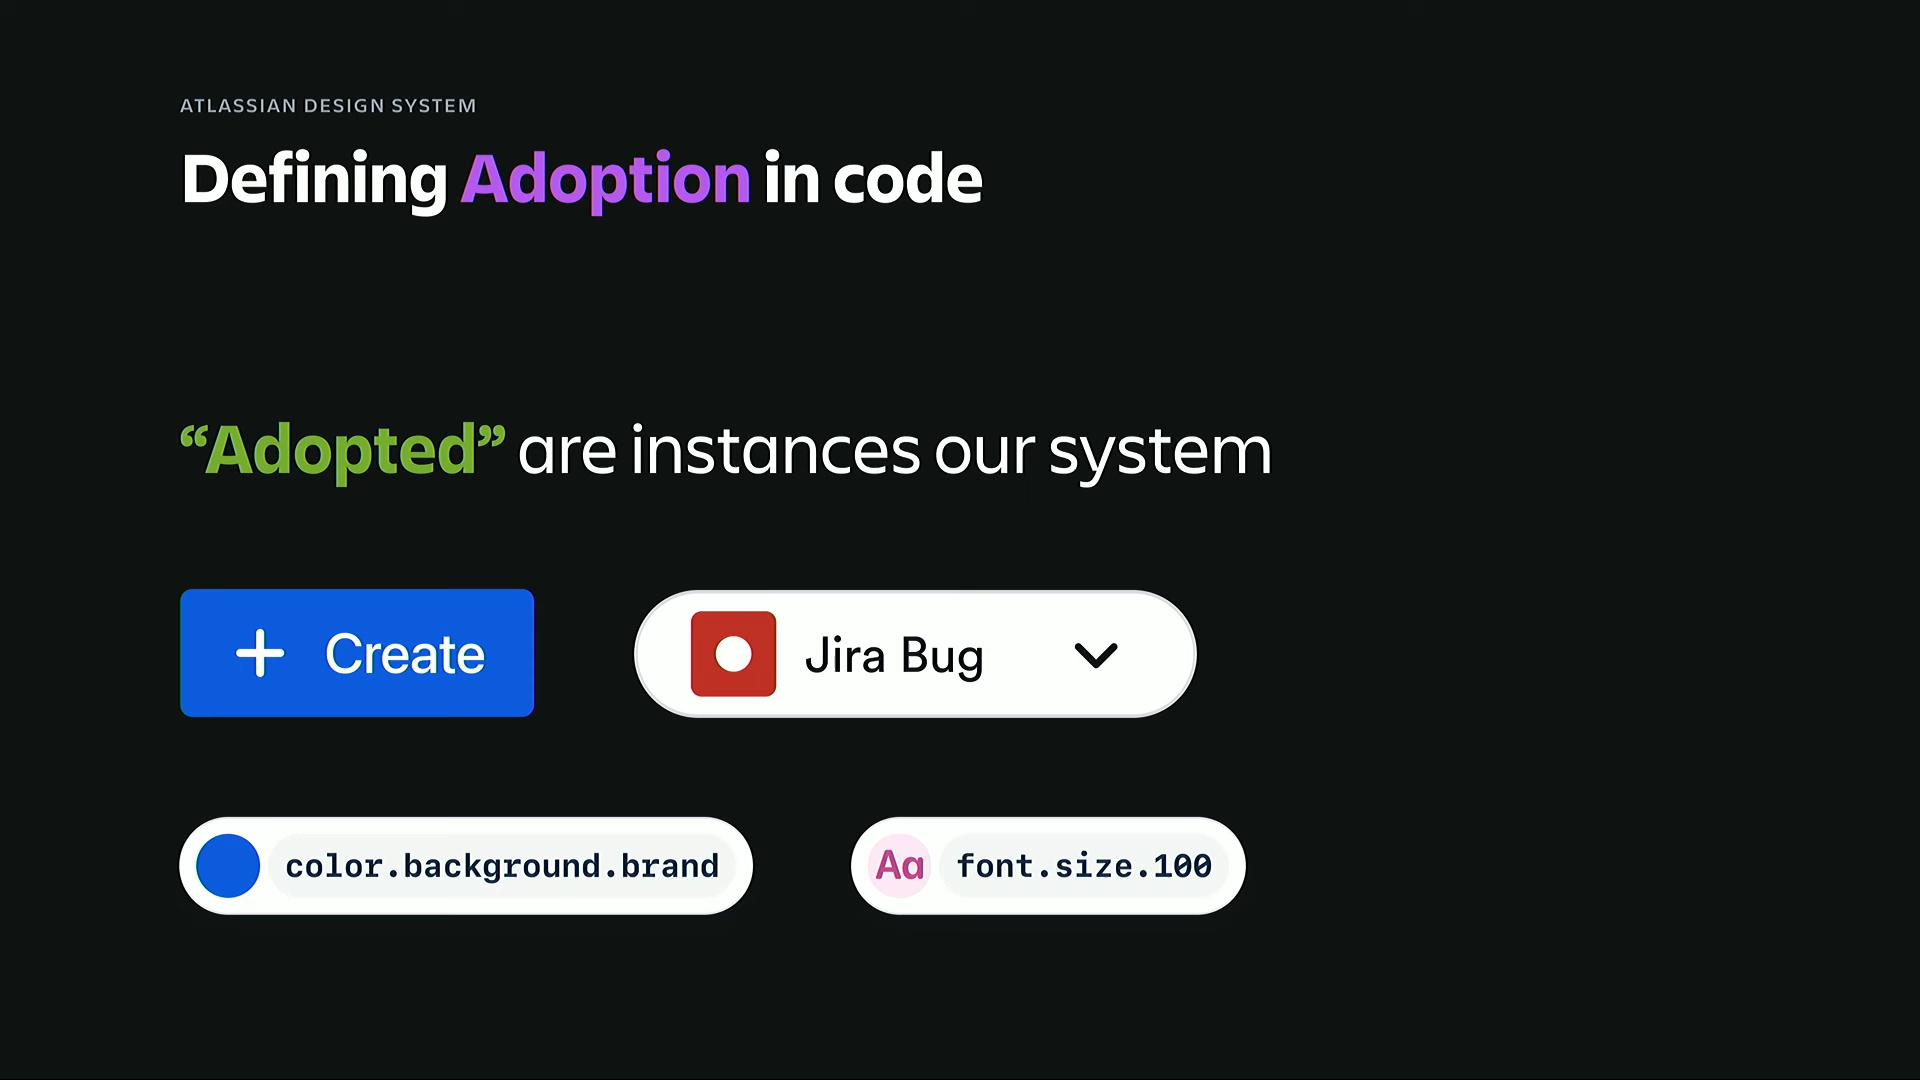 ATLASSIAN DESIGN SYSTEM
Defining Adoption in code
“Adopted” are instances our system
Create
Jira Bug
color.background.brand
Aa font.size.100